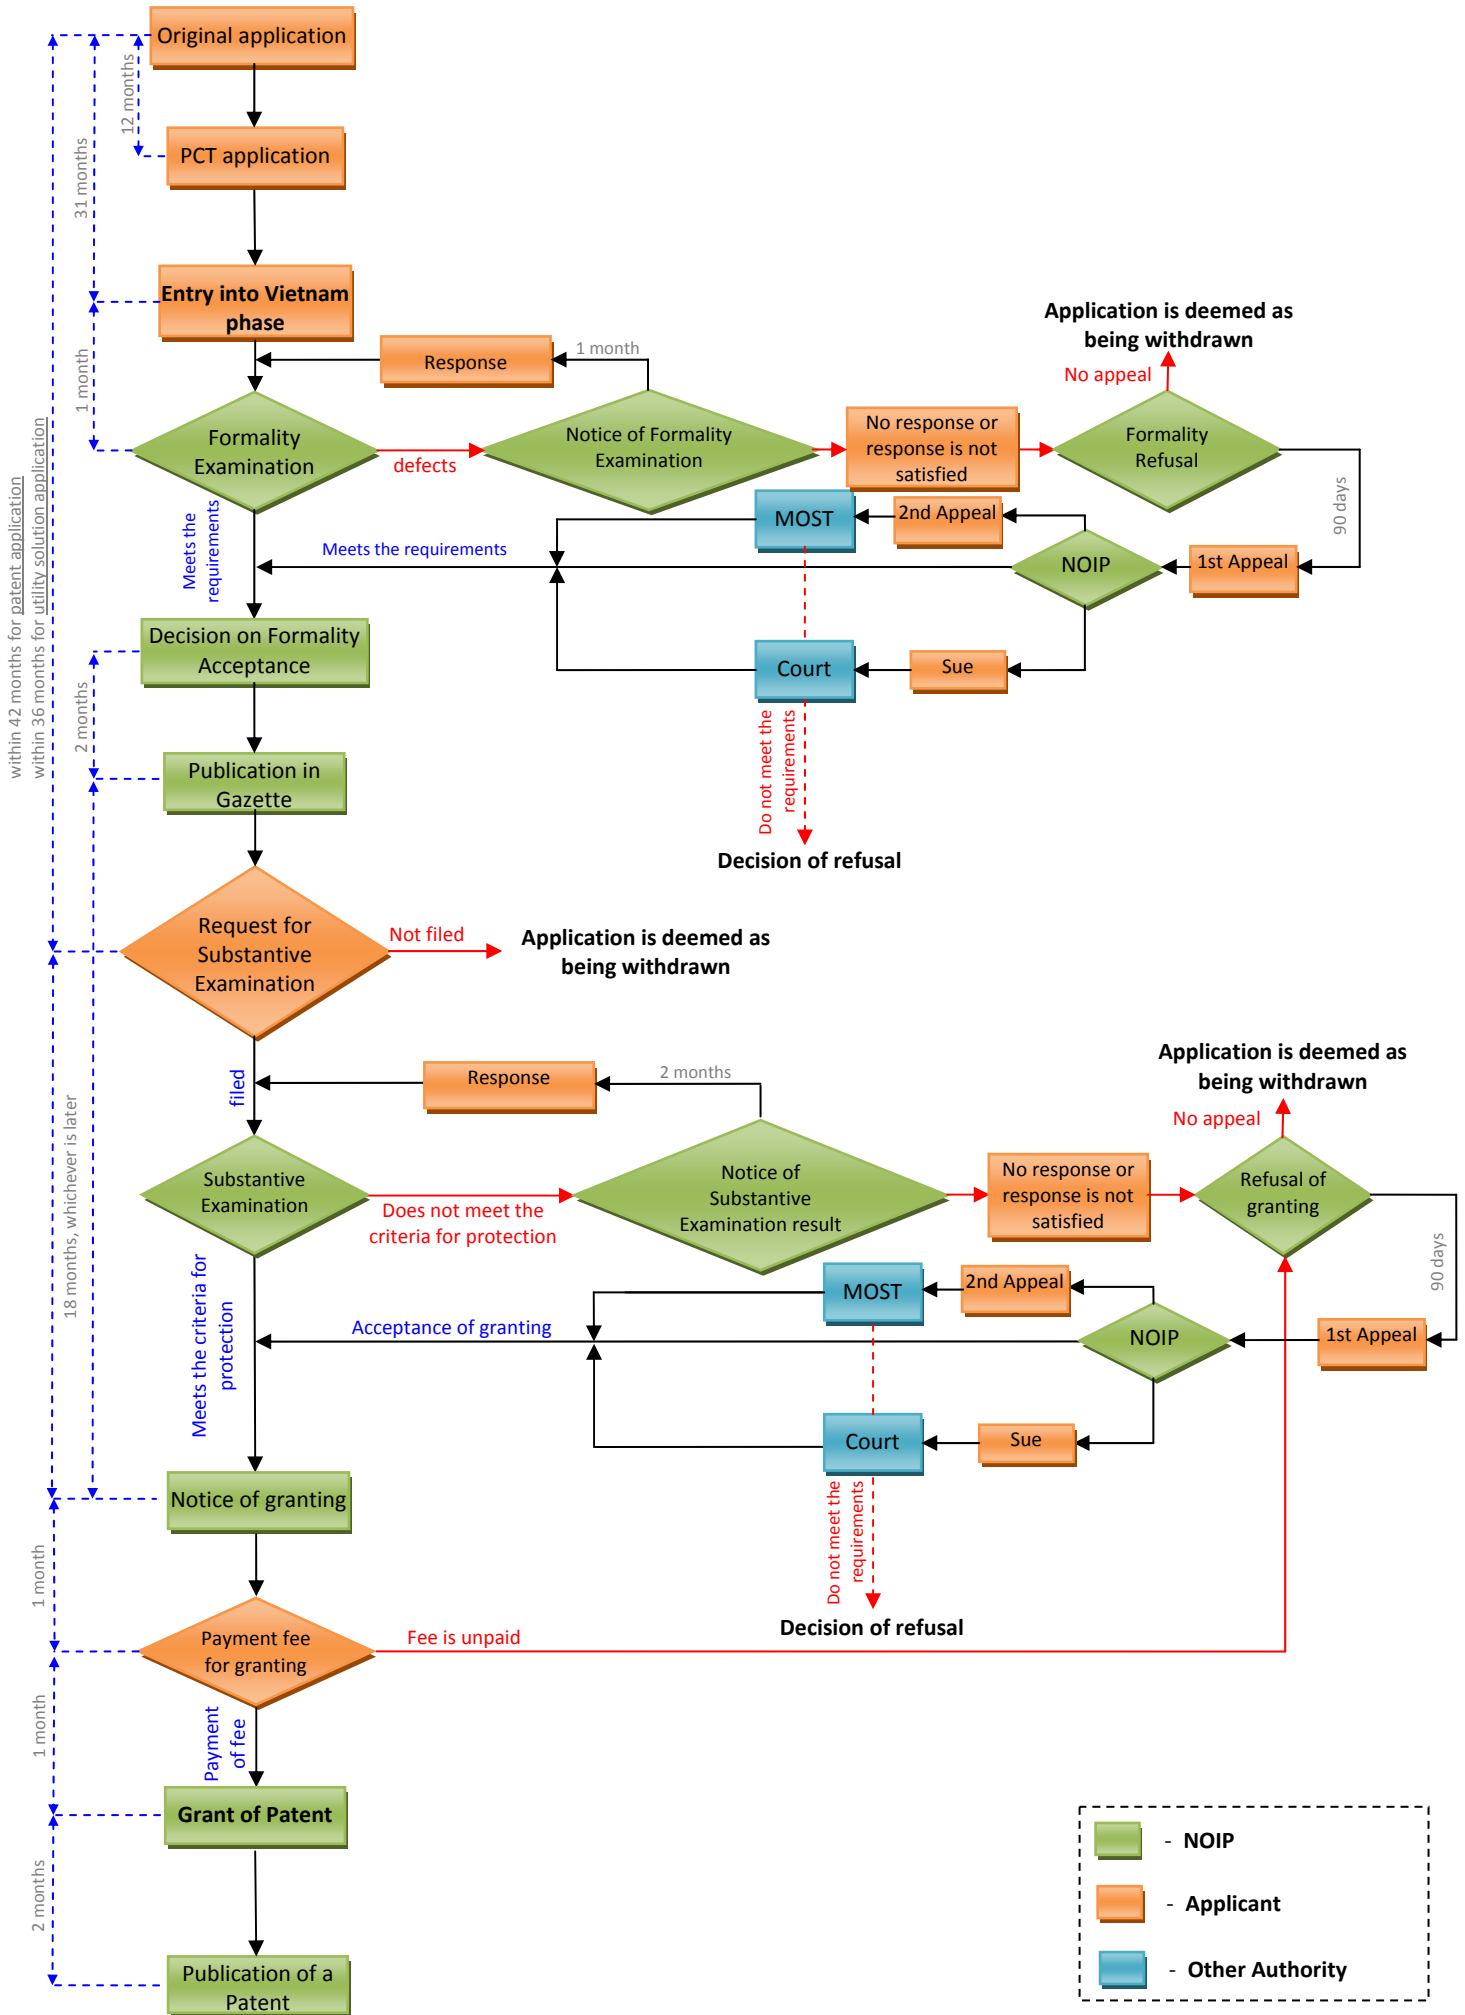 Original application
12 months
PCT application
31 months
Entry into Vietnam
phase
Application is deemed as
being withdrawn
1 month
Response
1 month
No appeal
Formality
Examination
defects
Notice of Formality
Examination
No response or
response is not
satisfied
Formality
Refusal
90 days
within 42 months for patent application
within 36 months for utility solution application
Meets the
requirements
Meets the requirements
MOST
2nd Appeal
NOIP
1st Appeal
Decision on Formality
Acceptance
Court
Sue
2 months
Do not meet the
requirements
Publication in
Gazette
Decision of refusal
Request for
Substantive
Examination
Not filed
Application is deemed as
being withdrawn
filed
Response
2 months
Application is deemed as
being withdrawn
No appeal
18 months, whichever is later
Substantive
Examination
Does not meet the
criteria for protection
Notice of
Substantive
Examination result
No response or
response is not
satisfied
Refusal of
granting
90 days
Meets the criteria for
protection
Acceptance of granting
MOST
2nd Appeal
NOIP
1st Appeal
Court
Sue
Notice of granting
Do not meet the
requirements
1 month
Decision of refusal
Payment fee
for granting
Fee is unpaid
1 month
Payment
of fee
Grant of Patent
2 months
Publication of a
Patent
- NOIP
- Applicant
- Other Authority